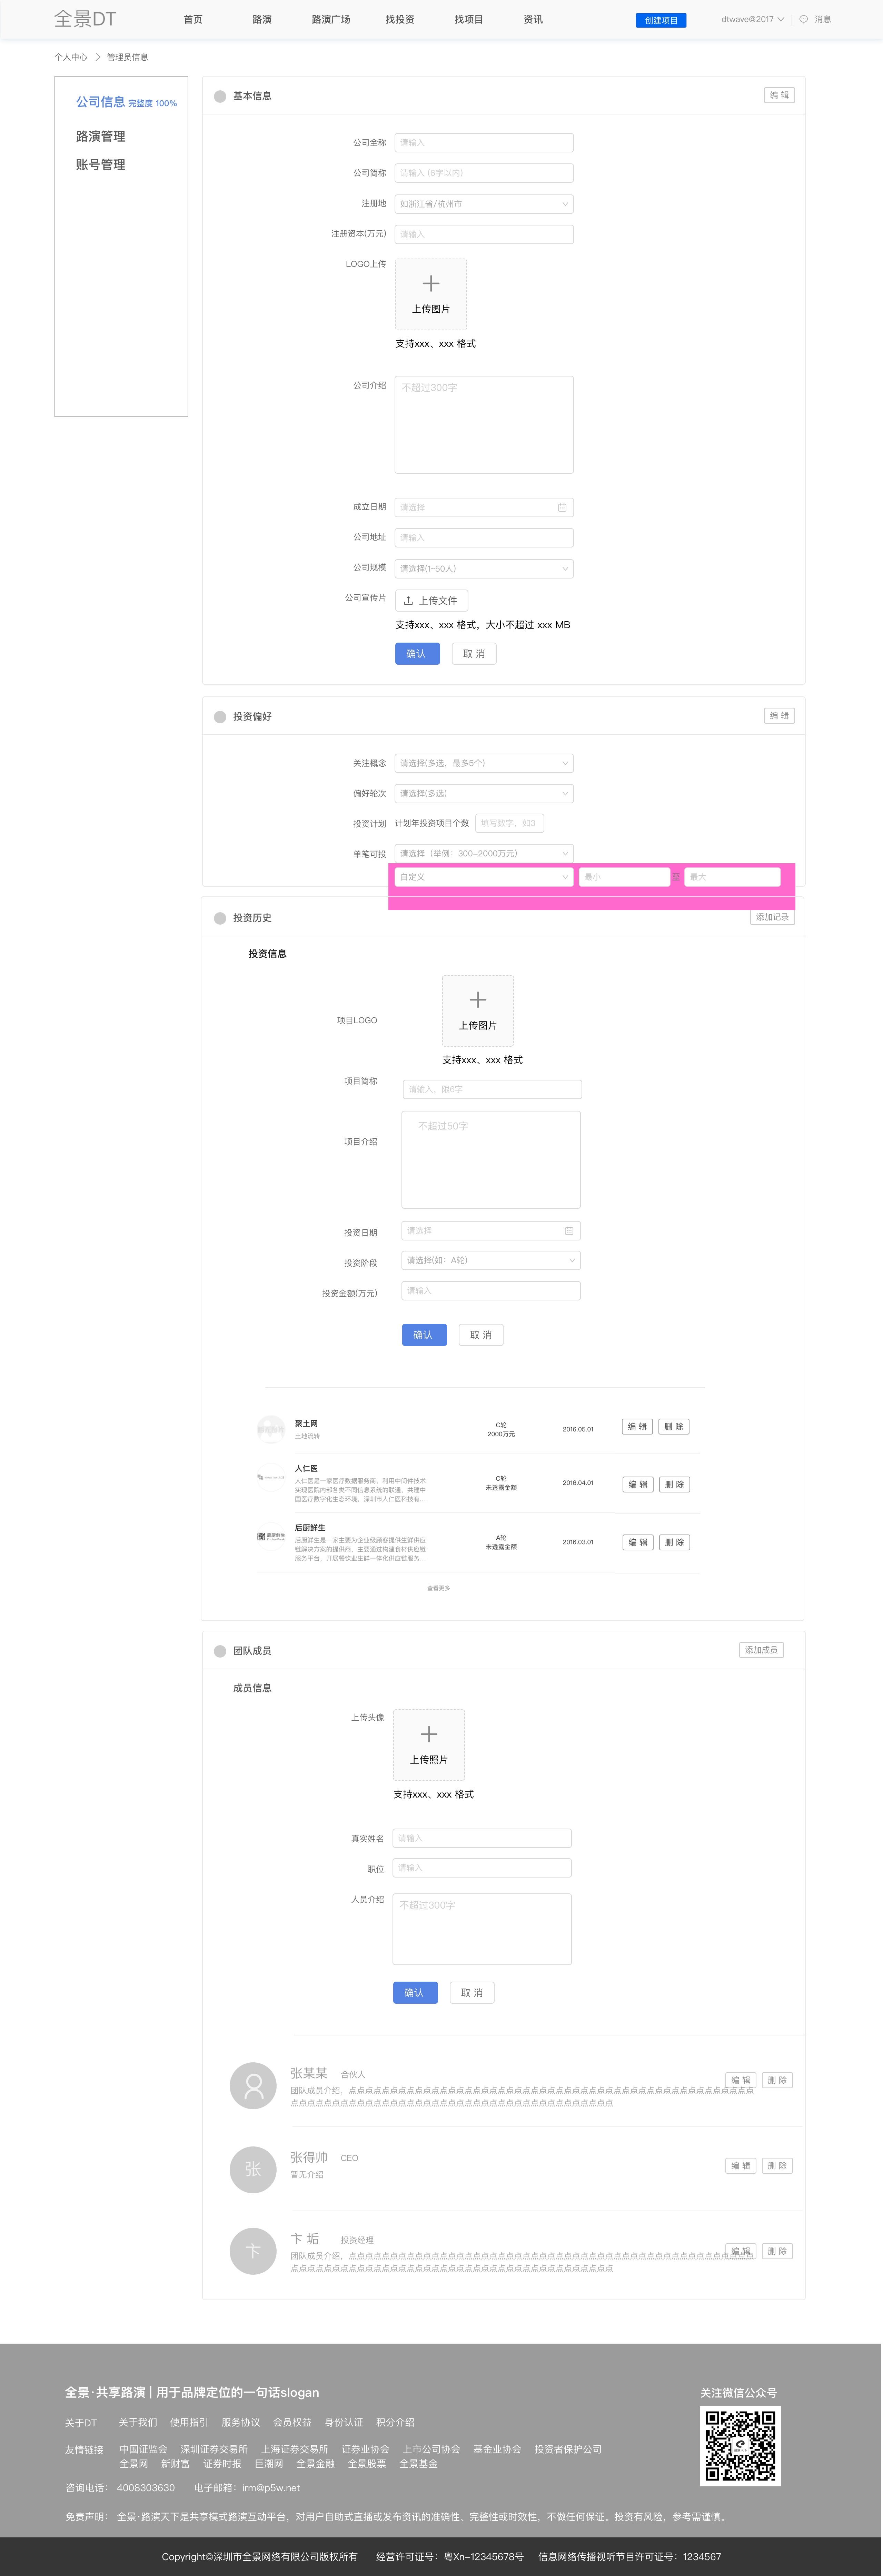 全景DT 首页 路演 路演广场 找投资 找项目 资讯 创建项目 dtwave@2017 消息
个人中心 管理员信息
公司信息 完整度 100%
路演管理
账号管理
基本信息 编 辑
公司全称 请输入
公司简称 请输入 (6字以内)
注册地 如浙江省/杭州市
注册资本(万元) 请输入
LOGO上传
上传图片
支持xxx、xxx 格式
公司介绍 不超过300字
成立日期 请选择
公司地址 请输入
公司规模 请选择(1-50人)
公司宣传片 上传文件
支持xxx、xxx 格式，大小不超过 xxx MB
确认 取 消
投资偏好 编 辑
关注概念 请选择(多选，最多5个)
偏好轮次 请选择(多选)
投资计划 计划年投资项目个数 填写数字，如3
单笔可投 请选择（举例：300-2000万元）
自定义 最小 至 最大
投资历史 添加记录
投资信息
项目LOGO
上传图片
支持xxx、xxx 格式
项目简称 请输入，限6字
项目介绍 不超过50字
投资日期 请选择
投资阶段 请选择(如：A轮)
投资金额(万元) 请输入
确认 取 消
聚土网 C轮 2016.05.01 编 辑 删 除
土地流转 2000万元
人仁医 C轮 2016.04.01 编 辑 删 除
人仁医是一家医疗数据服务商，利用中间件技术 未透露金额
实现医院内部各类不同信息系统的联通，共建中
国医疗数字化生态环境，深圳市人仁医科技有...
后厨鲜生 A轮 2016.03.01 编 辑 删 除
后厨鲜生是一家主要为企业级顾客提供生鲜供应 未透露金额
链解决方案的提供商，主要通过构建食材供应链
服务平台，开展餐饮业生鲜一体化供应链服务...
查看更多
团队成员 添加成员
成员信息
上传头像
上传照片
支持xxx、xxx 格式
真实姓名 请输入
职位 请输入
人员介绍 不超过300字
确认 取 消
张某某 合伙人 编 辑 删 除
团队成员介绍，点点点点点点点点点点点点点点点点点点点点点点点点点点点点点点点点点点点点点点点点点点点点点点点点点
点点点点点点点点点点点点点点点点点点点点点点点点点点点点点点点点点点点点点点点
张 张得帅 CEO 编 辑 删 除
暂无介绍
卞 卞 垢 投资经理 编 辑 删 除
团队成员介绍，点点点点点点点点点点点点点点点点点点点点点点点点点点点点点点点点点点点点点点点点点点点点点点点点点
点点点点点点点点点点点点点点点点点点点点点点点点点点点点点点点点点点点点点点点
全景·共享路演 | 用于品牌定位的一句话slogan 关注微信公众号
关于DT 关于我们 使用指引 服务协议 会员权益 身份认证 积分介绍
友情链接 中国证监会 深圳证券交易所 上海证券交易所 证券业协会 上市公司协会 基金业协会 投资者保护公司
全景网 新财富 证券时报 巨潮网 全景金融 全景股票 全景基金
咨询电话： 4008303630 电子邮箱：irm@p5w.net
免责声明： 全景·路演天下是共享模式路演互动平台，对用户自助式直播或发布资讯的准确性、完整性或时效性，不做任何保证。投资有风险，参考需谨慎。
Copyright©深圳市全景网络有限公司版权所有 经营许可证号：粤Xn-12345678号 信息网络传播视听节目许可证号：1234567